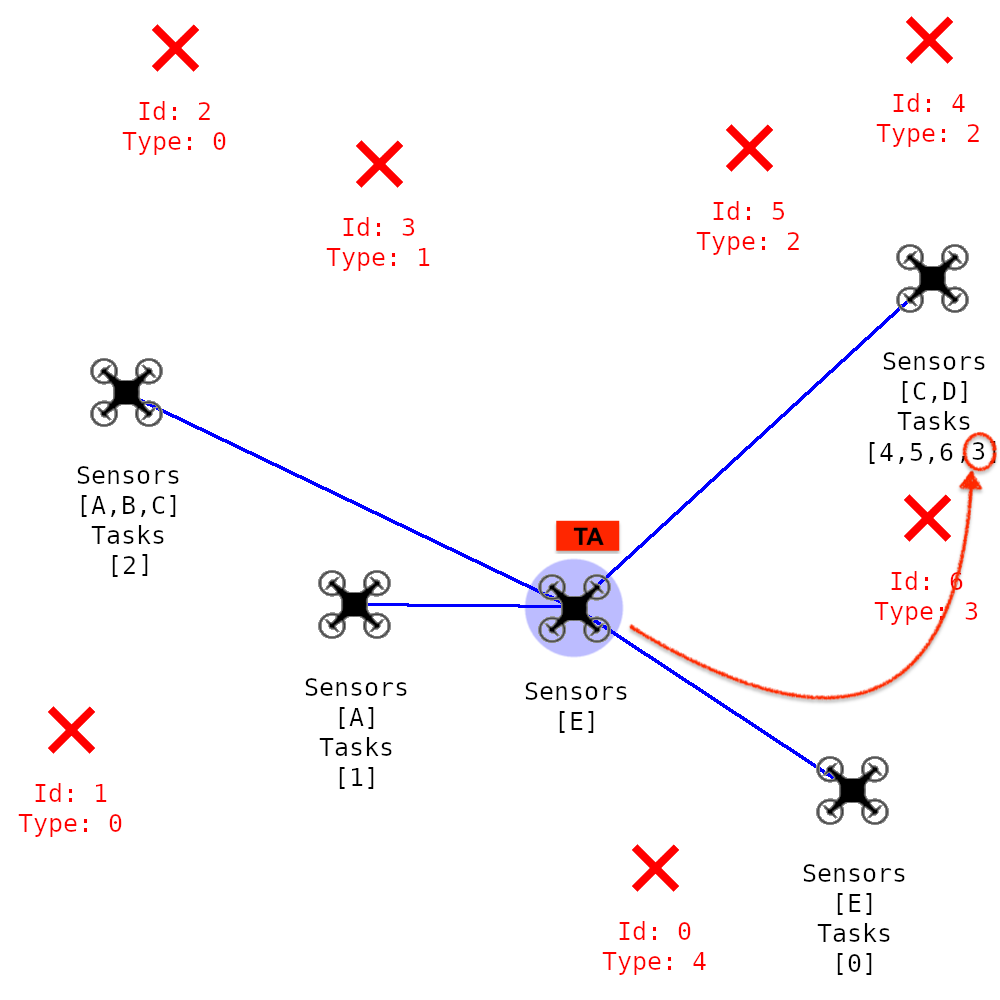 Id: 2
Type: 0
Id: 4
Type: 2
Id: 3
Type: 1
Id: 5
Type: 2
Sensors
[C,D]
Tasks
[4,5,6,3]
Sensors
[A,B,C]
Tasks
[2]
TA
Id: 6
Type: 3
Sensors
[A]
Tasks
[1]
Sensors
[E]
Id: 1
Type: 0
Id: 0
Type: 4
Sensors
[E]
Tasks
[0]